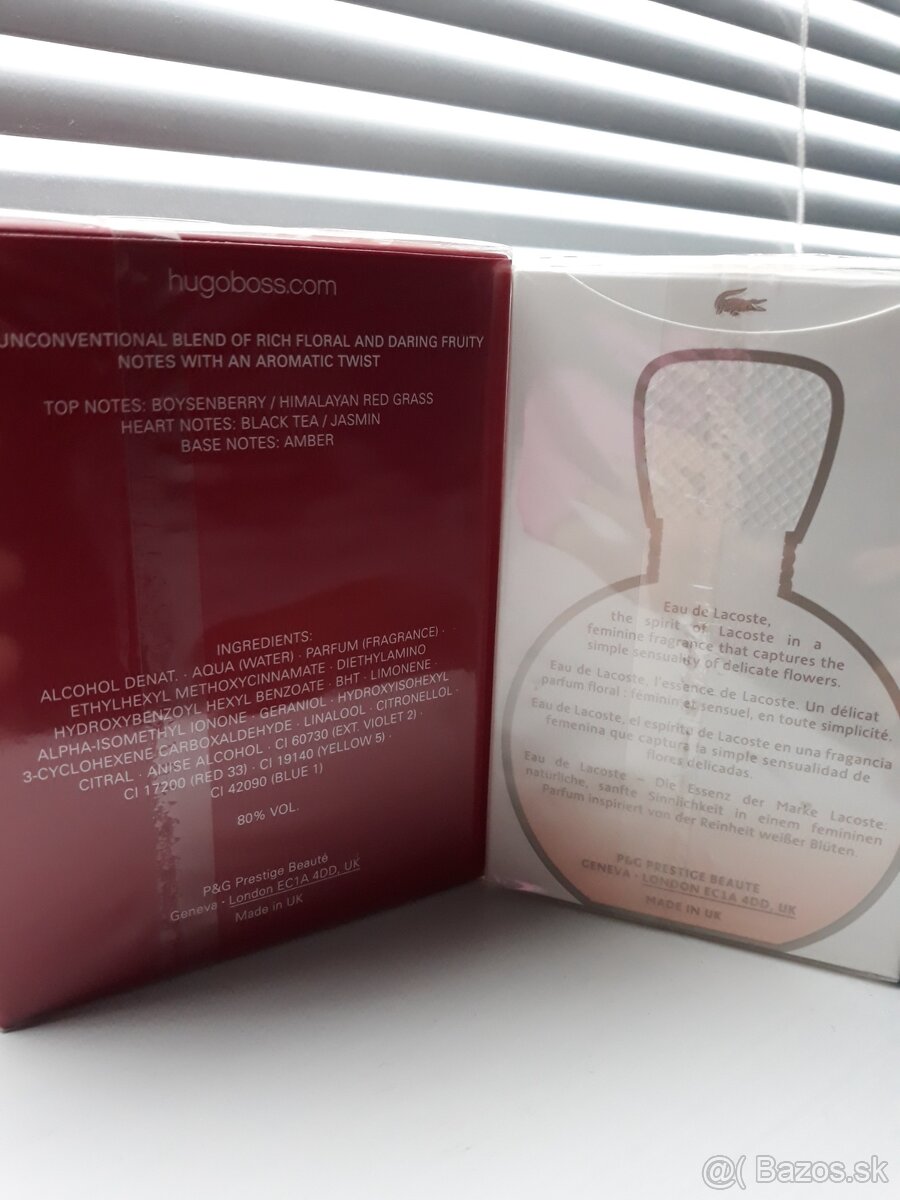 hugoboss.com
UNCONVENTIONAL BLEND OF RICH FLORAL AND DARING FRUITY
NOTES WITH AN AROMATIC TWIST
TOP NOTES: BOYSENBERRY / HIMALAYAN RED GRASS
HEART NOTES: BLACK TEA / JASMIN
BASE NOTES: AMBER
INGREDIENTS:
ALCOHOL DENAT. · AQUA (WATER) · PARFUM (FRAGRANCE) ·
ETHYLHEXYL METHOXYCINNAMATE · DIETHYLAMINO
HYDROXYBENZOYL HEXYL BENZOATE · BHT · LIMONENE ·
ALPHA-ISOMETHYL IONONE · GERANIOL · HYDROXYISOHEXYL
3-CYCLOHEXENE CARBOXALDEHYDE · LINALOOL · CITRONELLOL ·
CITRAL · ANISE ALCOHOL · CI 60730 (EXT. VIOLET 2) ·
CI 17200 (RED 33) · CI 19140 (YELLOW 5) ·
CI 42090 (BLUE 1)
80% VOL.
P&G Prestige Beauté
Geneva · London EC1A 4DD, UK
Made in UK
Eau de Lacoste,
the spirit of Lacoste in a
feminine fragrance that captures the
simple sensuality of delicate flowers.
Eau de Lacoste, l'essence de Lacoste. Un délicat
parfum floral : féminin et sensuel, en toute simplicité.
Eau de Lacoste, el espíritu de Lacoste en una fragancia
femenina que captura la simple sensualidad de
flores delicadas.
Eau de Lacoste – Die Essenz der Marke Lacoste:
natürliche, sanfte Sinnlichkeit in einem femininen
Parfum inspiriert von der Reinheit weißer Blüten.
P&G PRESTIGE BEAUTE
GENEVA · LONDON EC1A 4DD, UK
MADE IN UK
@( Bazos.sk